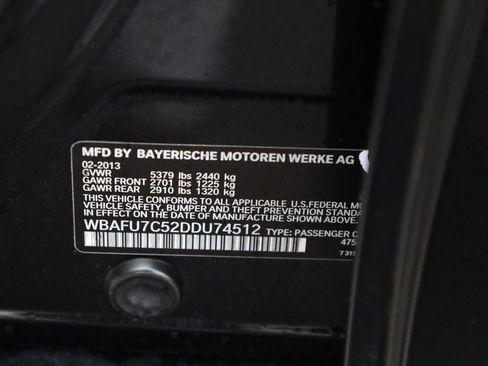 MFD BY BAYERISCHE MOTOREN WERKE AG
02-2013
GVWR 5379 lbs 2440 kg
GAWR FRONT 2701 lbs 1225 kg
GAWR REAR 2910 lbs 1320 kg
THIS VEHICLE CONFORMS TO ALL APPLICABLE U.S.FEDERAL
VEHICLE SAFETY, BUMPER AND THEFT PREVENTION STANDA
IN EFFECT ON THE DATE OF MANUFACTURE SHOWN ABOVE.
WBAFU7C52DDU74512 TYPE: PASSENGER
475